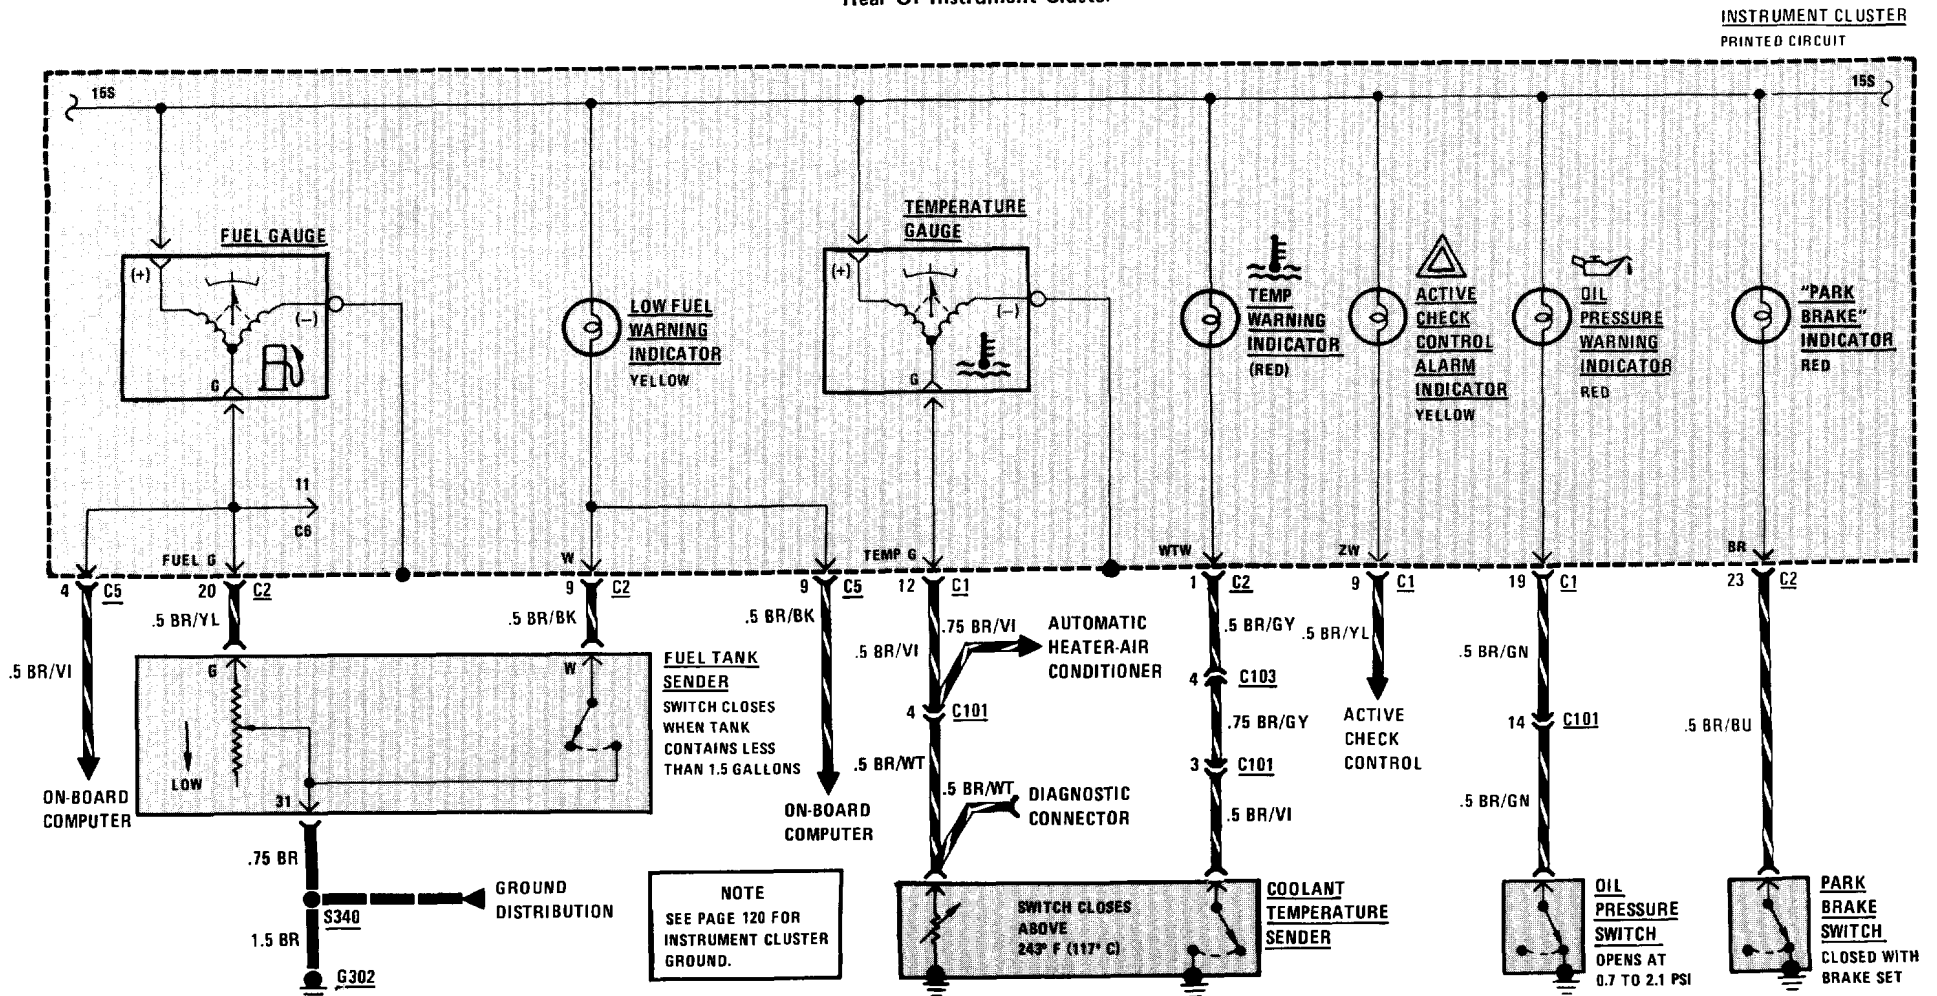 Rear Of Instrument Cluster
INSTRUMENT CLUSTER
PRINTED CIRCUIT
15S
15S
FUEL GAUGE
(+)
(–)
G
LOW FUEL
WARNING
INDICATOR
YELLOW
TEMPERATURE
GAUGE
(+)
(–)
G
TEMP
WARNING
INDICATOR
(RED)
ACTIVE
CHECK
CONTROL
ALARM
INDICATOR
YELLOW
OIL
PRESSURE
WARNING
INDICATOR
RED
"PARK
BRAKE"
INDICATOR
RED
11
C6
FUEL G
W
TEMP G
WTW
ZW
BR
4 C5
20 C2
9 C2
9 C5
12 C1
1 C2
9 C1
19 C1
23 C2
.5 BR/VI
.5 BR/YL
.5 BR/BK
.5 BR/BK
.5 BR/VI
.75 BR/VI
AUTOMATIC
HEATER-AIR
CONDITIONER
.5 BR/GY
.5 BR/YL
.5 BR/GN
.5 BR/BU
4 C101
4 C103
.75 BR/GY
3 C101
.5 BR/VI
14 C101
.5 BR/GN
ACTIVE
CHECK
CONTROL
G
W
LOW
31
FUEL TANK
SENDER
SWITCH CLOSES
WHEN TANK
CONTAINS LESS
THAN 1.5 GALLONS
ON-BOARD
COMPUTER
ON-BOARD
COMPUTER
.5 BR/WT
.5 BR/WT
DIAGNOSTIC
CONNECTOR
.75 BR
S340
GROUND
DISTRIBUTION
1.5 BR
G302
NOTE
SEE PAGE 120 FOR
INSTRUMENT CLUSTER
GROUND.
SWITCH CLOSES
ABOVE
243° F (117° C)
COOLANT
TEMPERATURE
SENDER
OIL
PRESSURE
SWITCH
OPENS AT
0.7 TO 2.1 PSI
PARK
BRAKE
SWITCH
CLOSED WITH
BRAKE SET